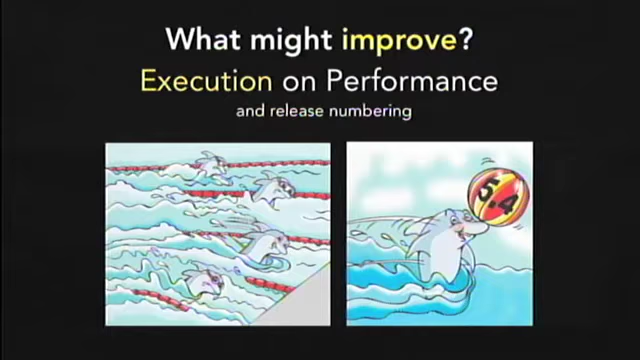 What might improve?
Execution on Performance
and release numbering
5.4